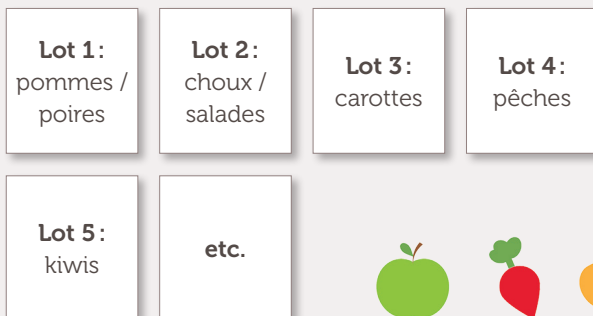 Lot 1 :
pommes /
poires
Lot 2 :
choux /
salades
Lot 3 :
carottes
Lot 4 :
pêches
Lot 5 :
kiwis
etc.